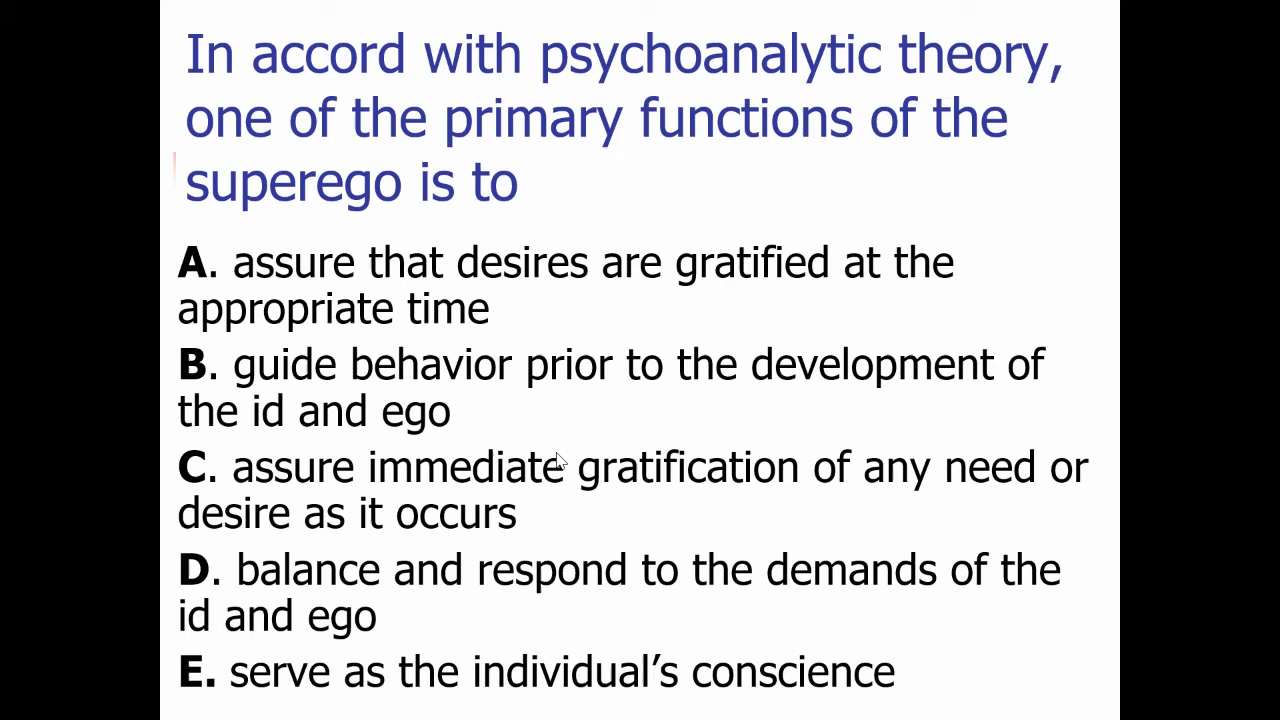 In accord with psychoanalytic theory,
one of the primary functions of the
superego is to
A. assure that desires are gratified at the
appropriate time
B. guide behavior prior to the development of
the id and ego
C. assure immediate gratification of any need or
desire as it occurs
D. balance and respond to the demands of the
id and ego
E. serve as the individual’s conscience